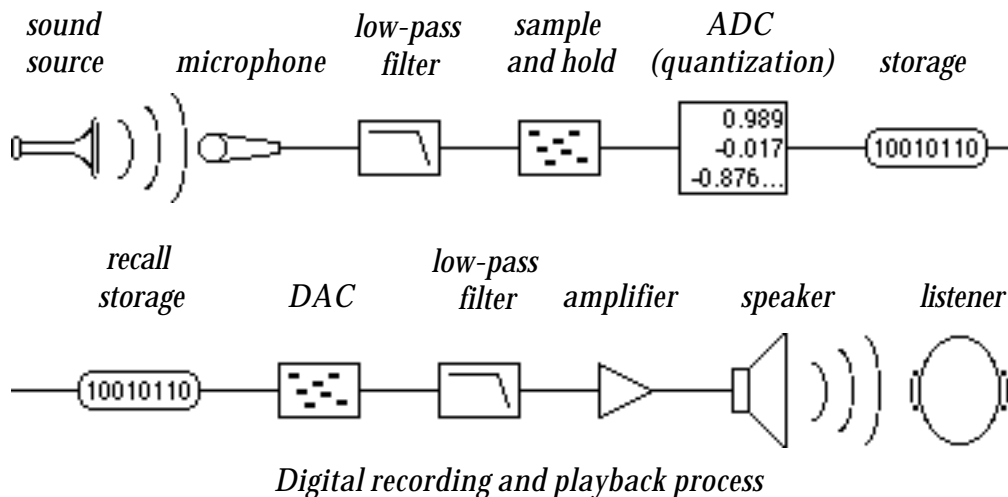 sound source
microphone
low-pass filter
sample and hold
ADC (quantization)
storage
0.989
-0.017
-0.876...
10010110
recall storage
DAC
low-pass filter
amplifier
speaker
listener
10010110
Digital recording and playback process